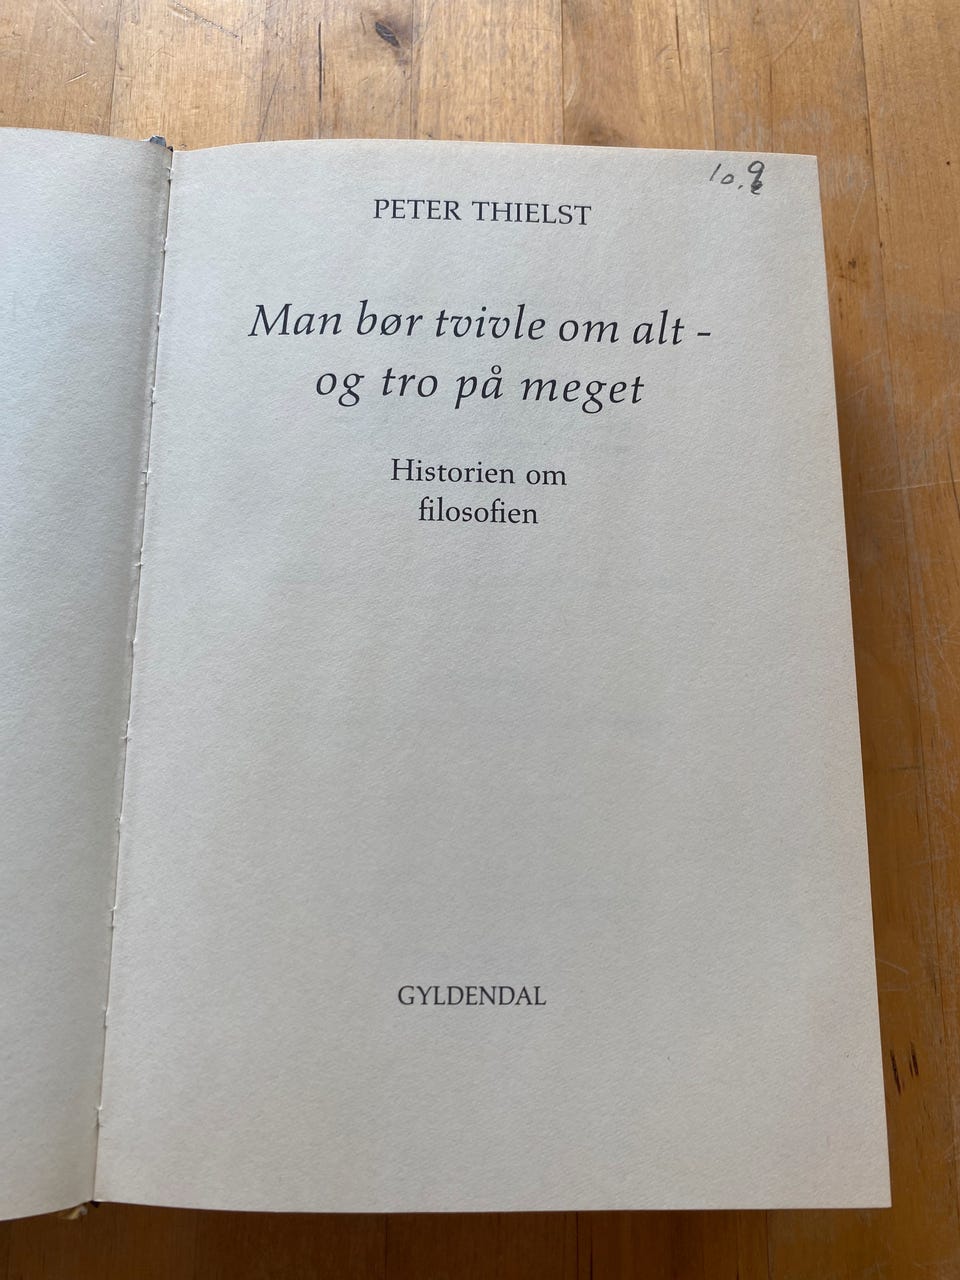 PETER THIELST
Man bør tvivle om alt -
og tro på meget
Historien om
filosofien
GYLDENDAL